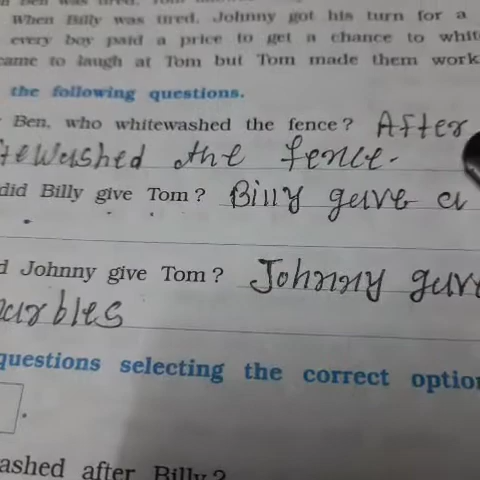 When Billy was tired, Johnny got his turn for a
every boy paid a price to get a chance to whit
came to laugh at Tom but Tom made them work
the following questions.
Ben, who whitewashed the fence? After
tewashed the fence.
did Billy give Tom? Billy gave a
d Johnny give Tom? Johnny gave
arbles
questions selecting the correct option
ashed after Billy?